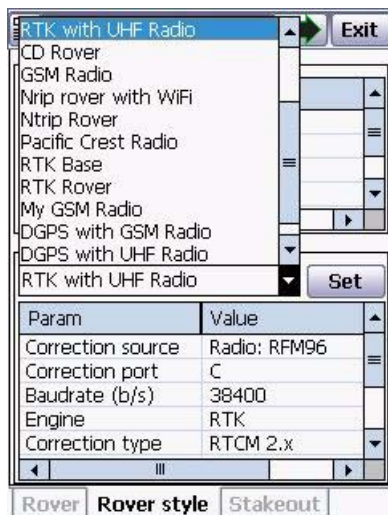 RTK with UHF Radio
Exit
CD Rover
GSM Radio
Nrip rover with WiFi
Ntrip Rover
Pacific Crest Radio
RTK Base
RTK Rover
My GSM Radio
DGPS with GSM Radio
DGPS with UHF Radio
RTK with UHF Radio
Set
Param Value
Correction source Radio: RFM96
Correction port C
Baudrate (b/s) 38400
Engine RTK
Correction type RTCM 2.x
Rover Rover style Stakeout